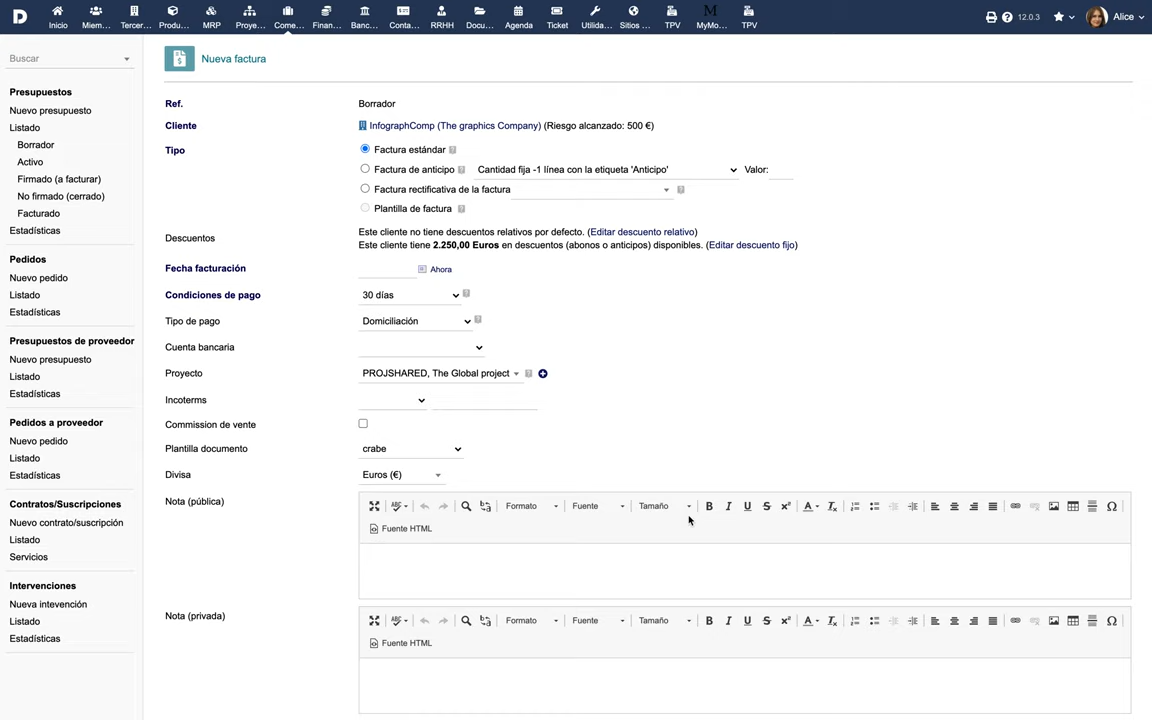 D
Inicio
Miem...
Tercer...
Produ...
MRP
Proye...
Come...
Finan...
Banc...
Conta...
RRHH
Docu...
Agenda
Ticket
Utilida...
Sitios ...
TPV
M
MyMo...
TPV
12.0.3
Alice
Buscar
Nueva factura
Presupuestos
Nuevo presupuesto
Listado
Borrador
Activo
Firmado (a facturar)
No firmado (cerrado)
Facturado
Estadísticas
Pedidos
Nuevo pedido
Listado
Estadísticas
Presupuestos de proveedor
Nuevo presupuesto
Listado
Estadísticas
Pedidos a proveedor
Nuevo pedido
Listado
Estadísticas
Contratos/Suscripciones
Nuevo contrato/suscripción
Listado
Servicios
Intervenciones
Nueva intevención
Listado
Estadísticas
Ref. Borrador
Cliente InfographComp (The graphics Company) (Riesgo alcanzado: 500 €)
Tipo Factura estándar
Factura de anticipo Cantidad fija -1 línea con la etiqueta 'Anticipo' Valor:
Factura rectificativa de la factura
Plantilla de factura
Descuentos
Este cliente no tiene descuentos relativos por defecto. (Editar descuento relativo)
Este cliente tiene 2.250,00 Euros en descuentos (abonos o anticipos) disponibles. (Editar descuento fijo)
Fecha facturación Ahora
Condiciones de pago 30 días
Tipo de pago Domiciliación
Cuenta bancaria
Proyecto PROJSHARED, The Global project
Incoterms
Commission de vente
Plantilla documento crabe
Divisa Euros (€)
Nota (pública)
ABC Formato Fuente Tamaño B I U S x² A Tx Ω
Fuente HTML
Nota (privada)
ABC Formato Fuente Tamaño B I U S x² A Tx Ω
Fuente HTML